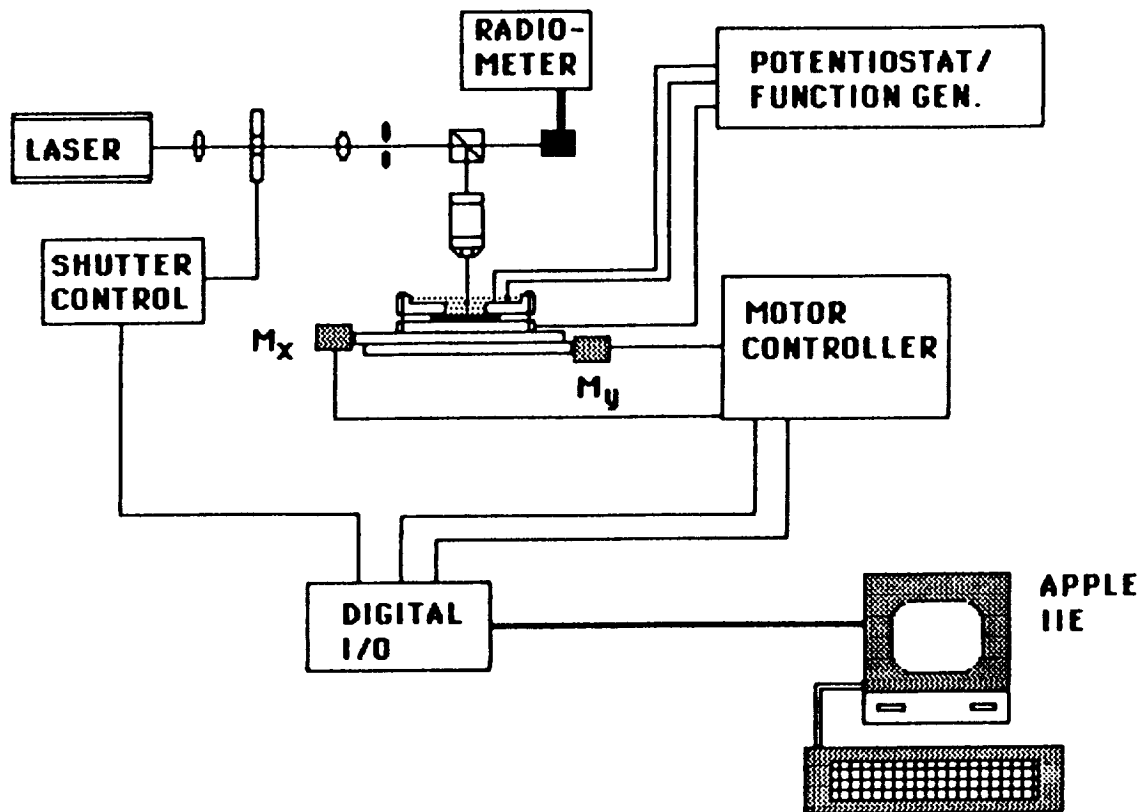 RADIO-
METER
POTENTIOSTAT/
FUNCTION GEN.
LASER
SHUTTER
CONTROL
MOTOR
CONTROLLER
Mx
My
DIGITAL
I/O
APPLE
IIE